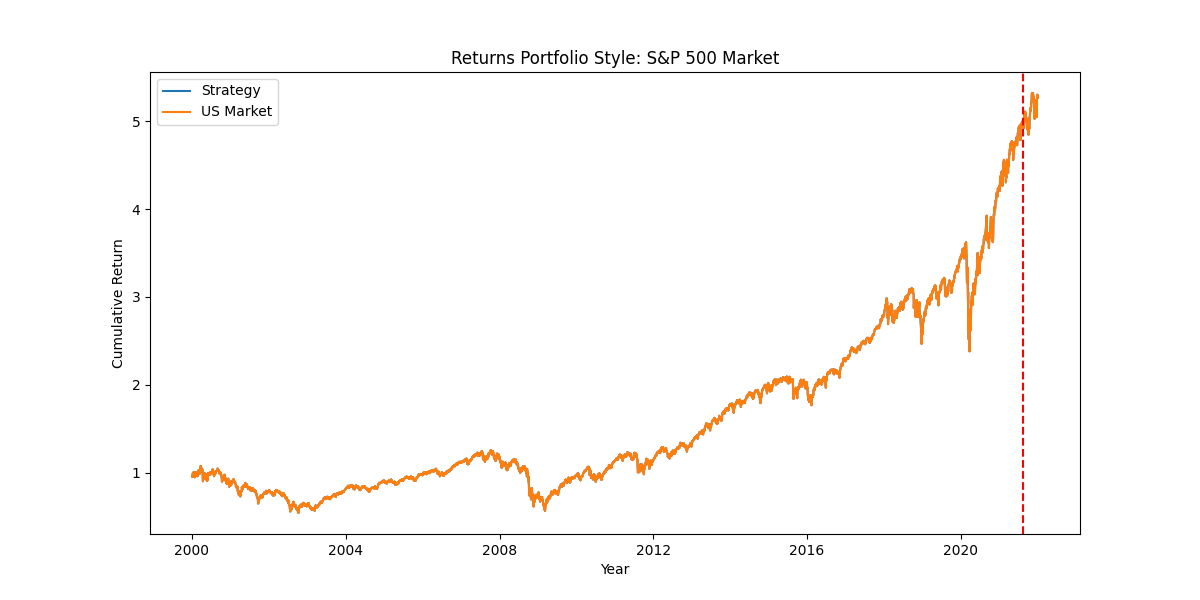 Returns Portfolio Style: S&P 500 Market
Strategy
US Market
Cumulative Return
5
4
3
2
1
2000
2004
2008
2012
2016
2020
Year